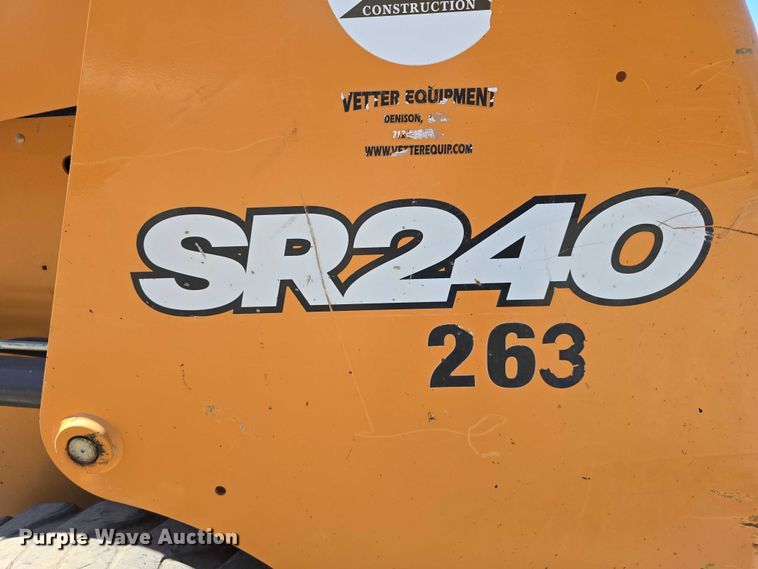 CONSTRUCTION
VETTER EQUIPMENT
DENISON,
WWW.VETTEREQUIP.COM
SR240
263
Purple Wave Auction®